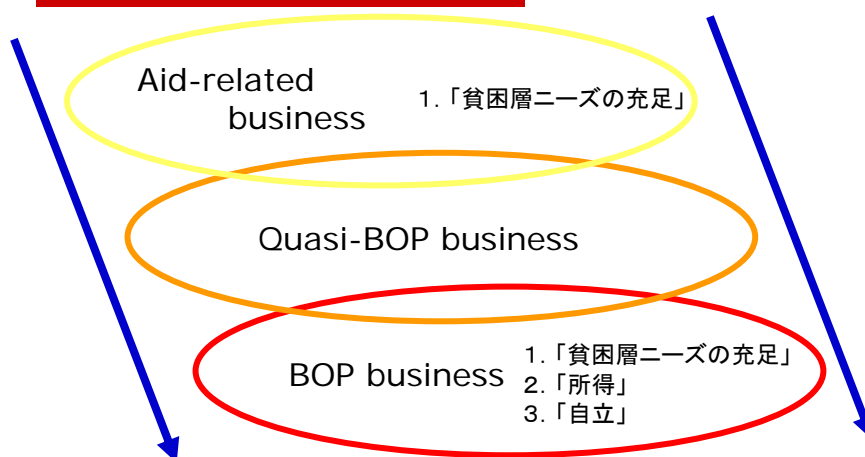 Aid-related
business
１．「貧困層ニーズの充足」
Quasi-BOP business
BOP business
１．「貧困層ニーズの充足」
２．「所得」
３．「自立」